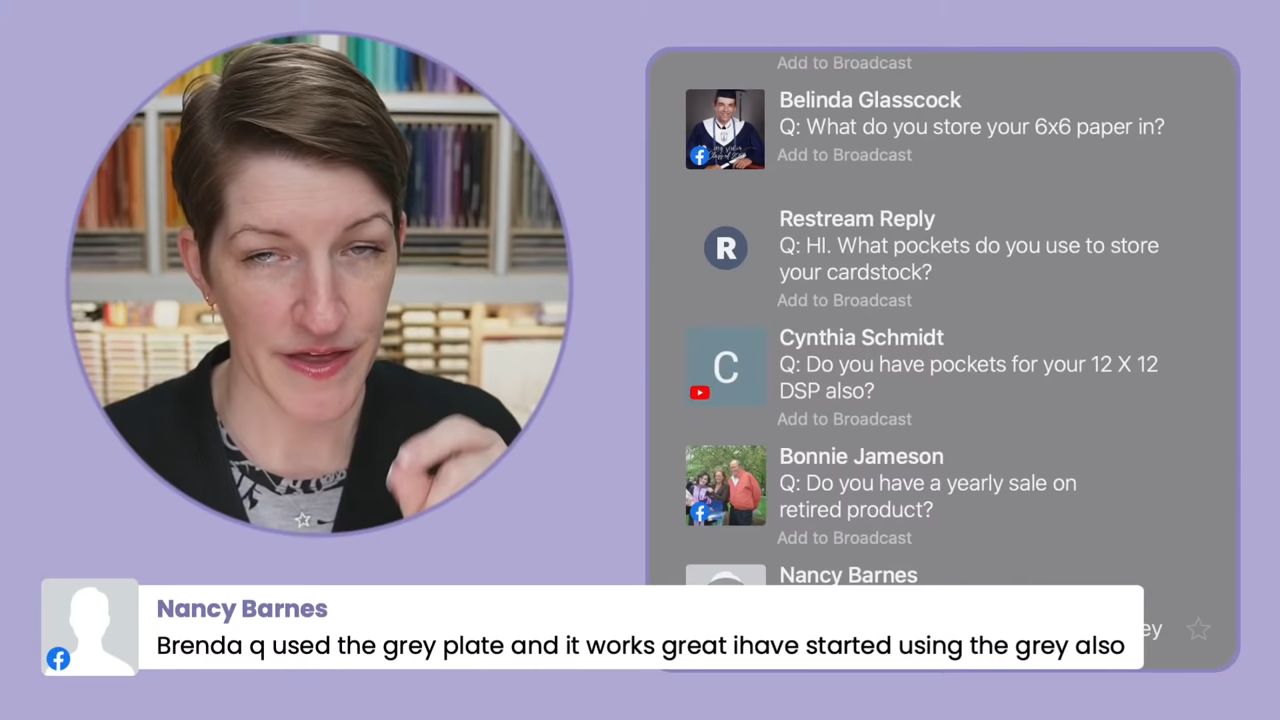 Add to Broadcast
Belinda Glasscock
Q: What do you store your 6x6 paper in?
Add to Broadcast
R
Restream Reply
Q: HI. What pockets do you use to store
your cardstock?
Add to Broadcast
C
Cynthia Schmidt
Q: Do you have pockets for your 12 X 12
DSP also?
Add to Broadcast
Bonnie Jameson
Q: Do you have a yearly sale on
retired product?
Add to Broadcast
Nancy Barnes
ey
Nancy Barnes
Brenda q used the grey plate and it works great ihave started using the grey also